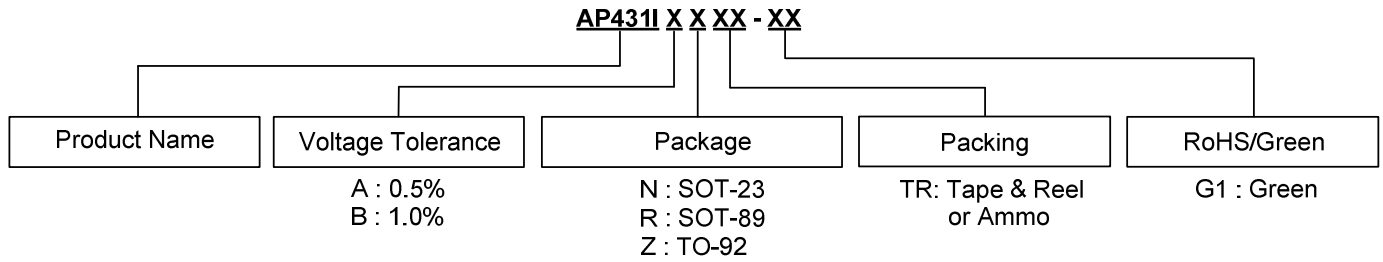 AP431I X X XX - XX
Product Name
Voltage Tolerance
Package
Packing
RoHS/Green
A : 0.5%
B : 1.0%
N : SOT-23
R : SOT-89
Z : TO-92
TR: Tape & Reel
or Ammo
G1 : Green